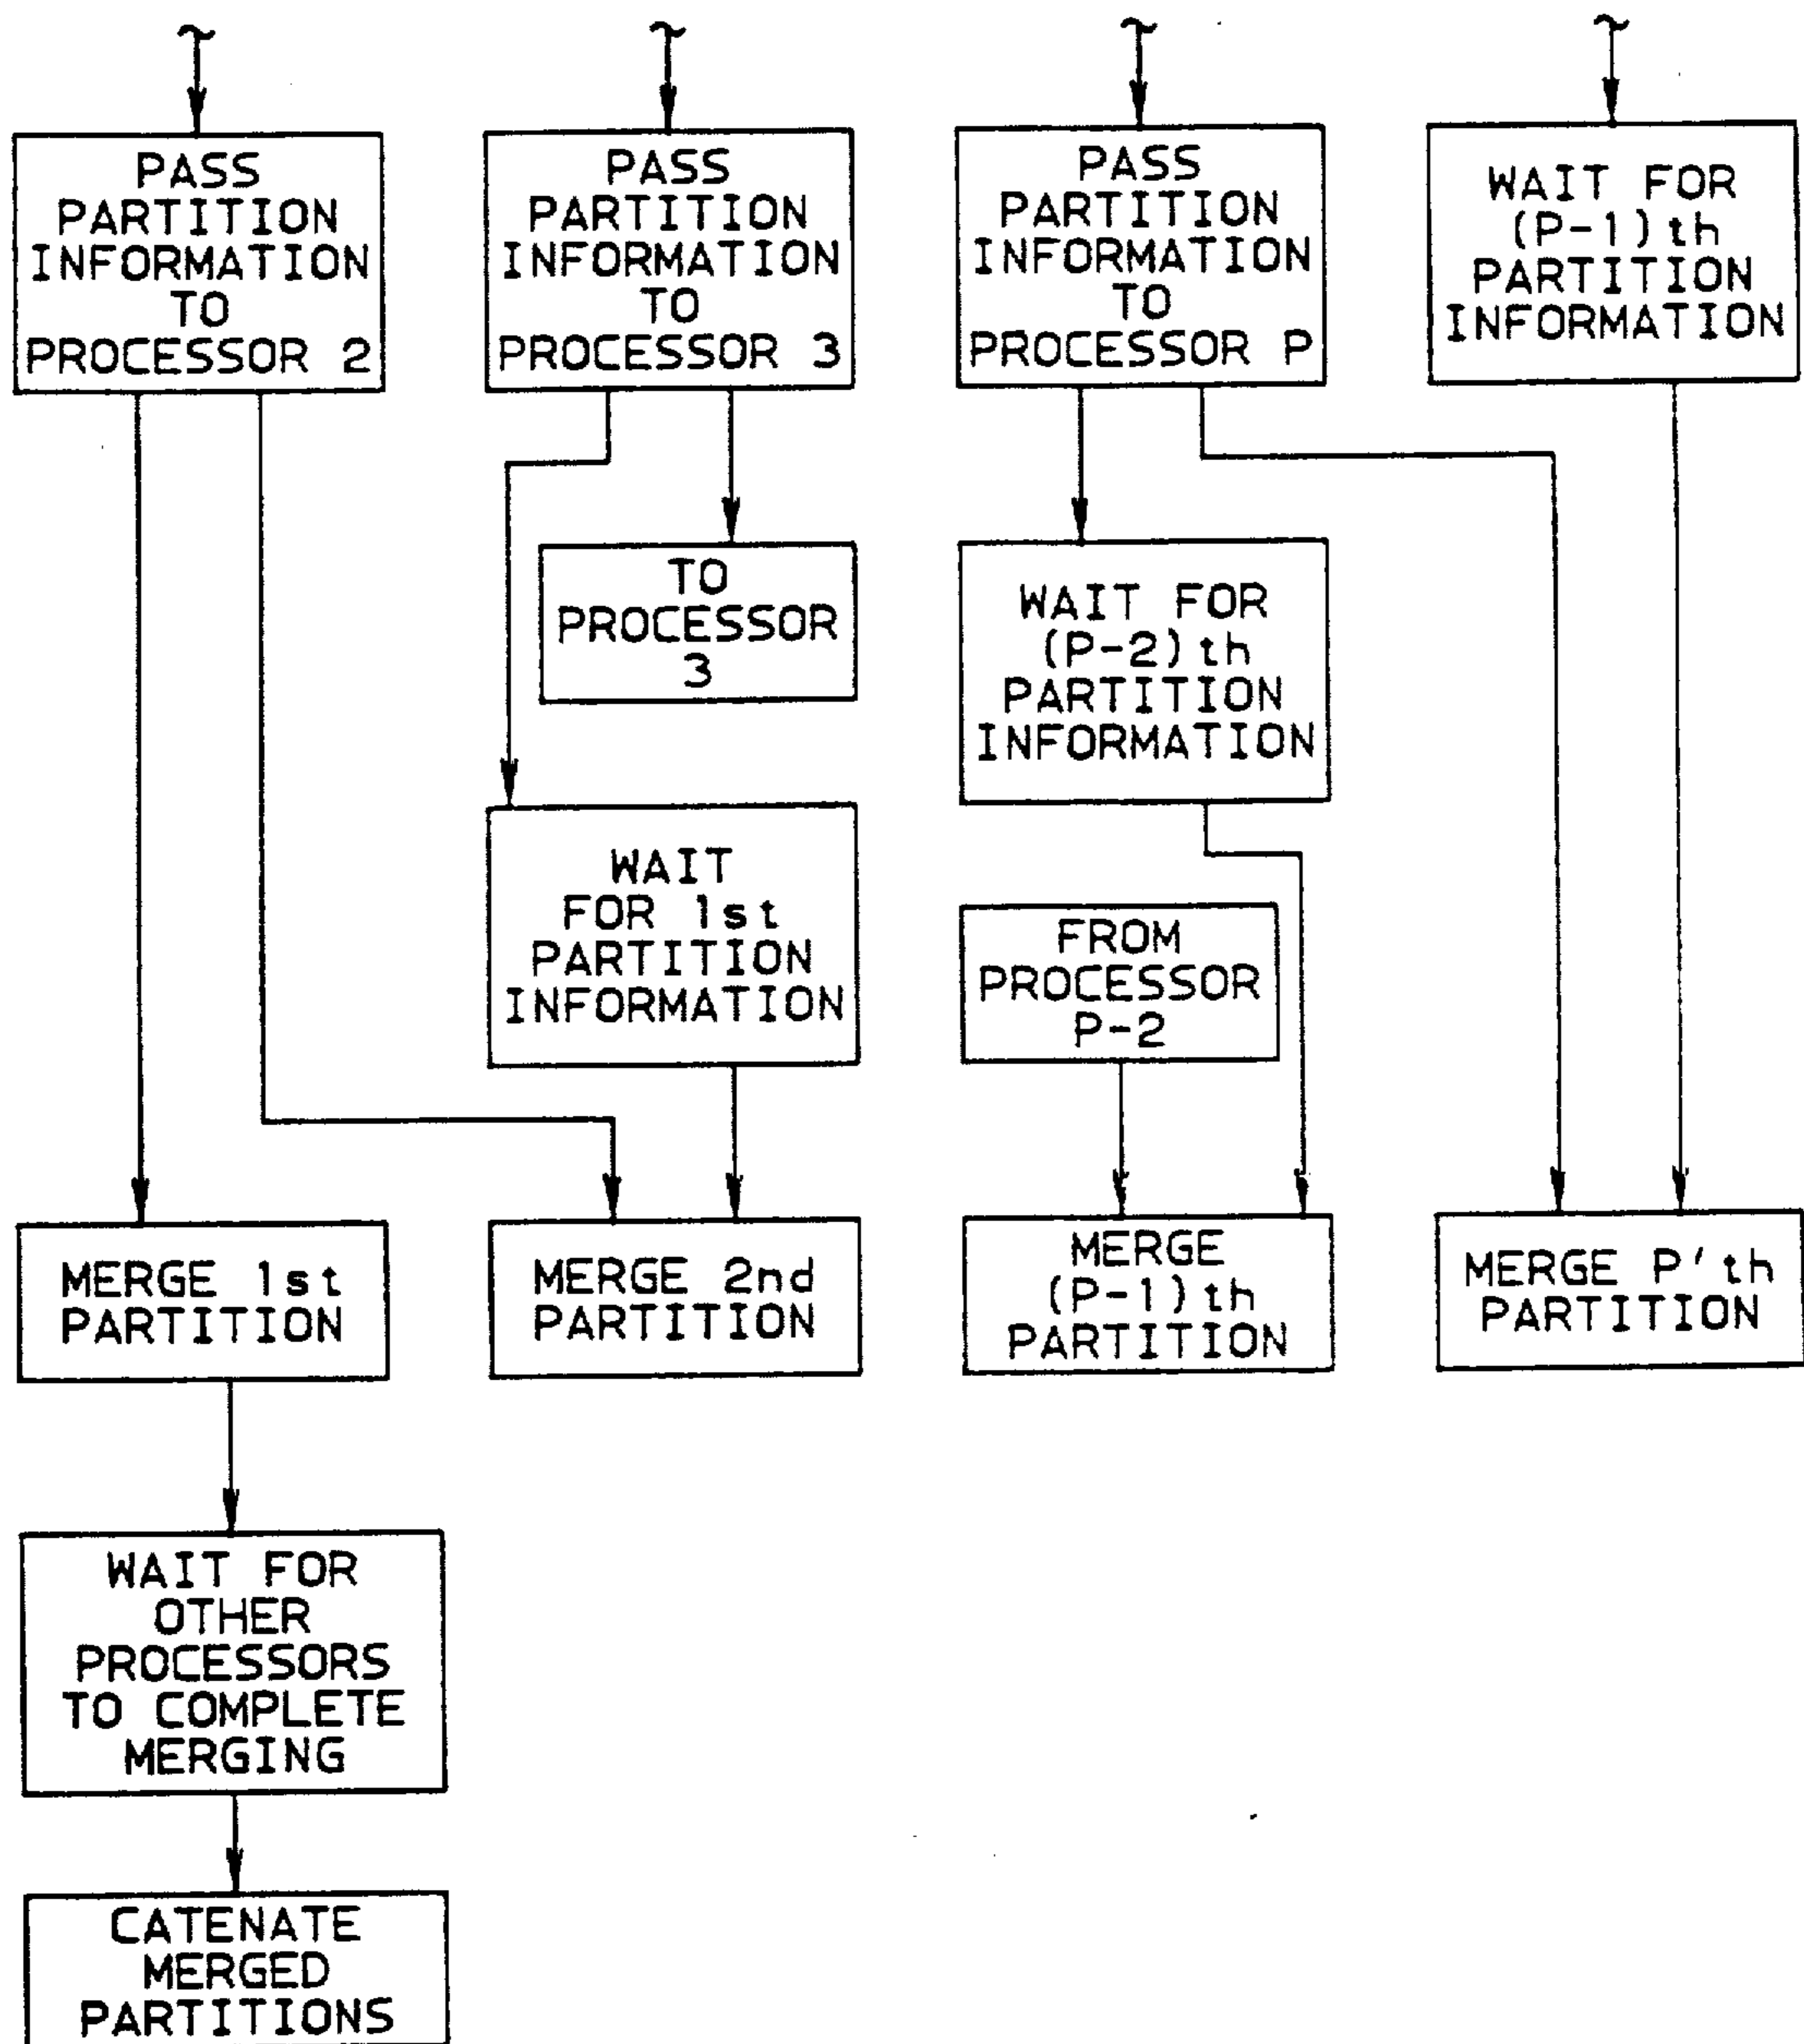 PASS
PARTITION
INFORMATION
TO
PROCESSOR 2
PASS
PARTITION
INFORMATION
TO
PROCESSOR 3
PASS
PARTITION
INFORMATION
TO
PROCESSOR P
WAIT FOR
(P-1)th
PARTITION
INFORMATION
TO
PROCESSOR
3
WAIT FOR
(P-2)th
PARTITION
INFORMATION
WAIT
FOR 1st
PARTITION
INFORMATION
FROM
PROCESSOR
P-2
MERGE 1st
PARTITION
MERGE 2nd
PARTITION
MERGE
(P-1)th
PARTITION
MERGE P'th
PARTITION
WAIT FOR
OTHER
PROCESSORS
TO COMPLETE
MERGING
CATENATE
MERGED
PARTITIONS